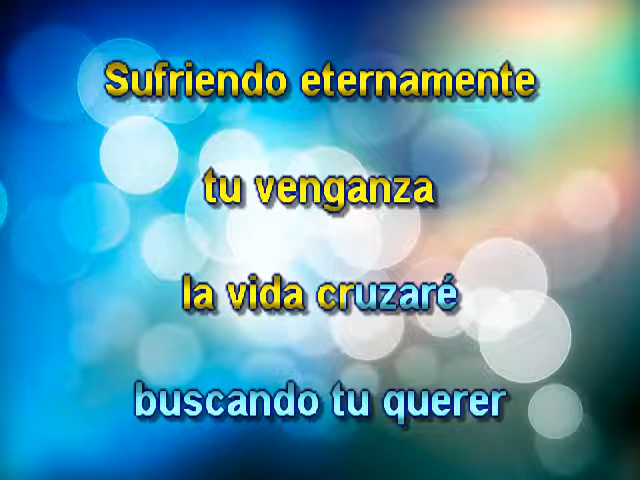 Sufriendo eternamente
tu venganza
la vida cruzaré
buscando tu querer